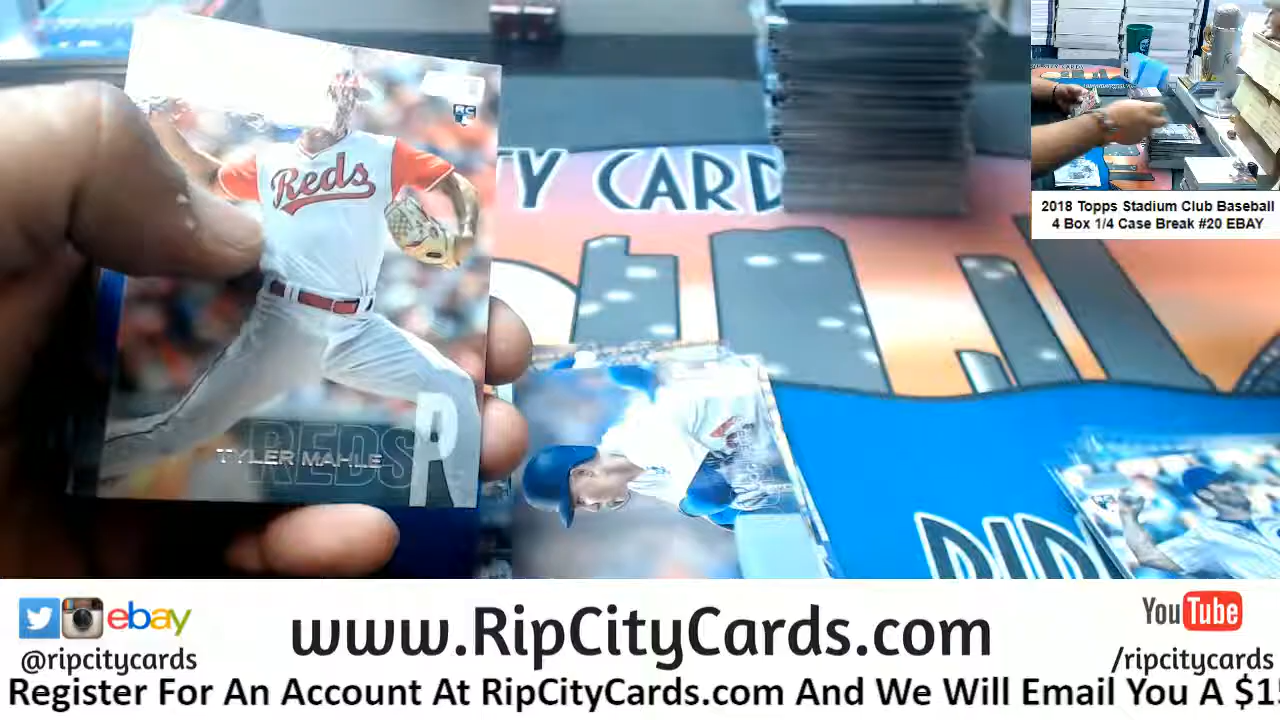 RC
Reds
REDS
R
TYLER MAHLE
TY CARD
RIP
2018 Topps Stadium Club Baseball
4 Box 1/4 Case Break #20 EBAY
ebay
@ripcitycards
www.RipCityCards.com
YouTube
/ripcitycards
Register For An Account At RipCityCards.com And We Will Email You A $15